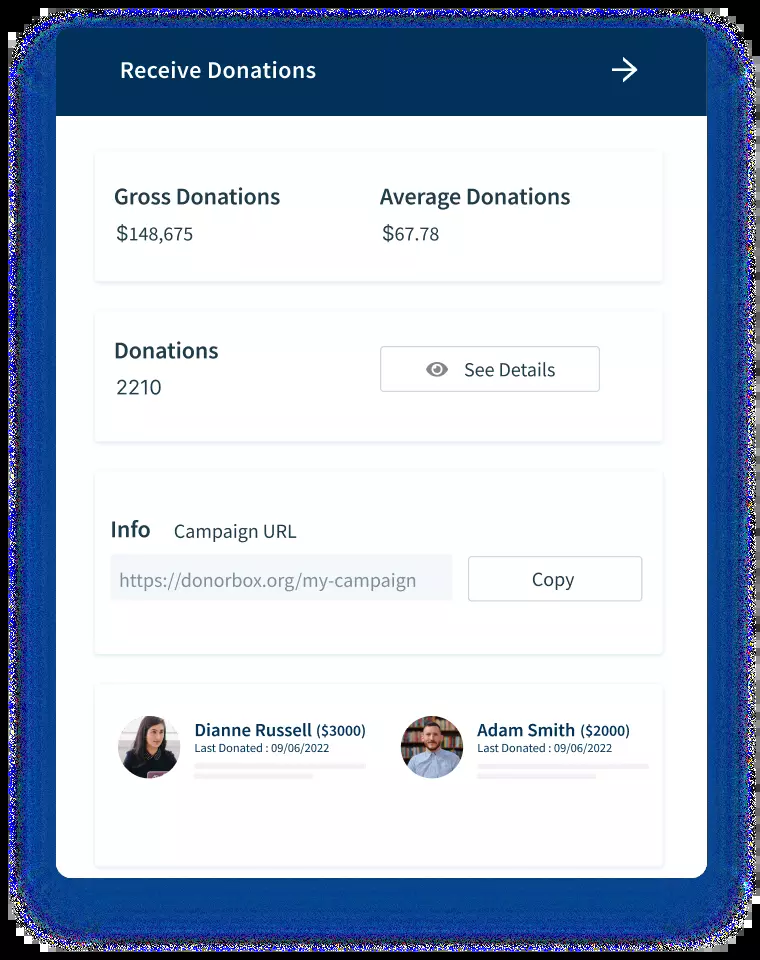 Receive Donations
Gross Donations Average Donations
$148,675 $67.78
Donations
2210
See Details
Info Campaign URL
https://donorbox.org/my-campaign Copy
Dianne Russell ($3000) Adam Smith ($2000)
Last Donated : 09/06/2022 Last Donated : 09/06/2022